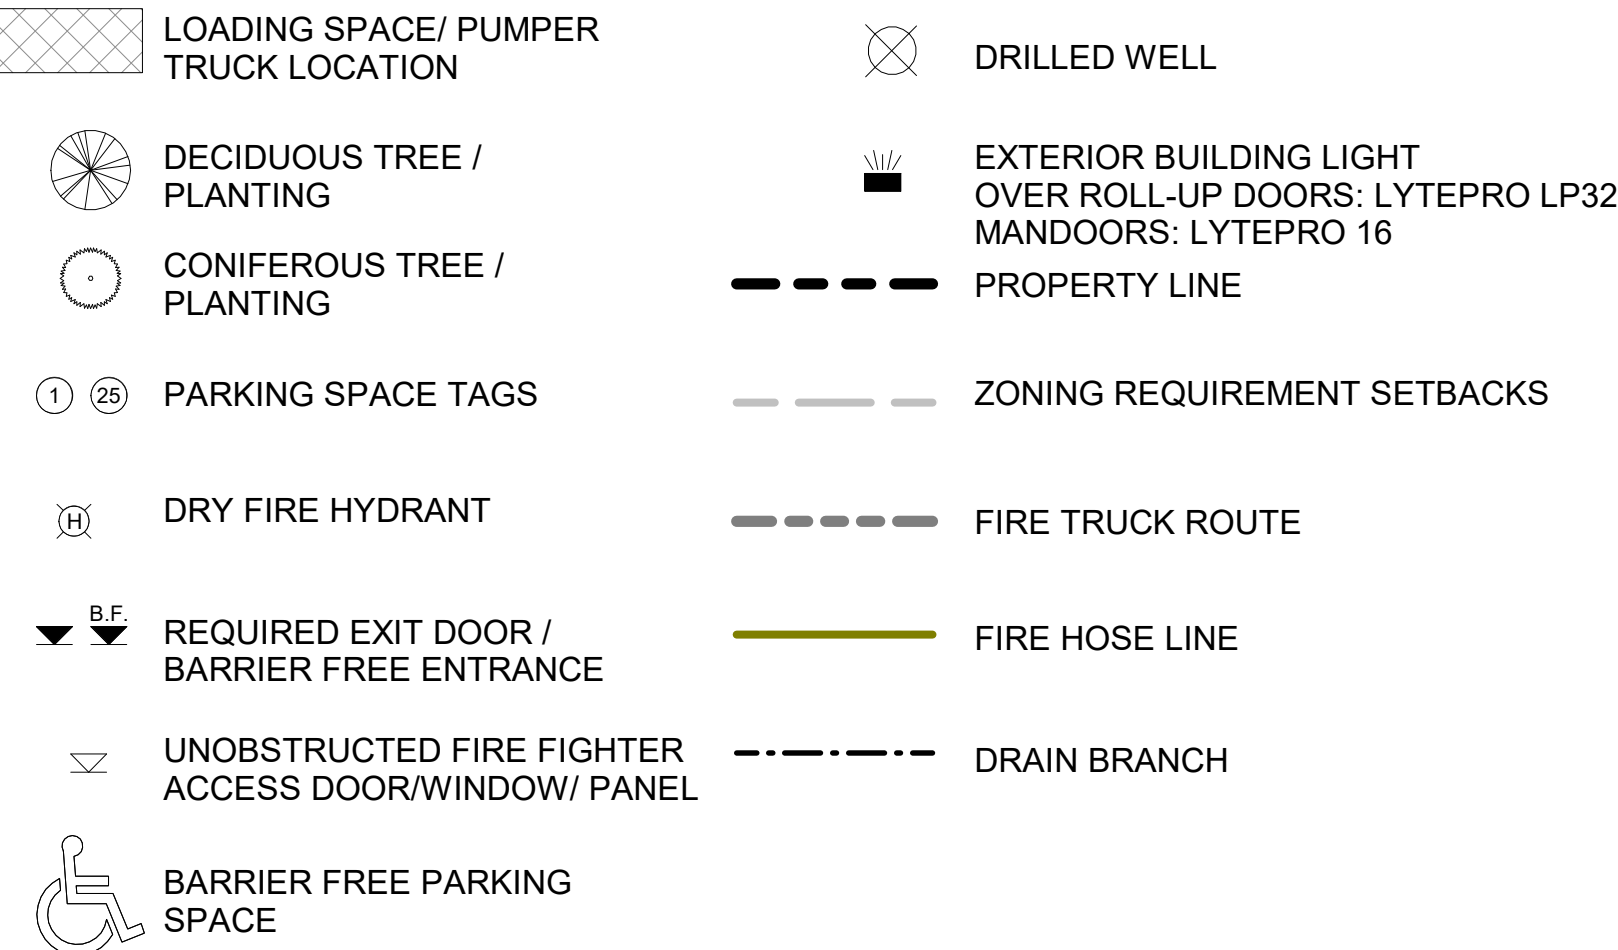 LOADING SPACE/ PUMPER
TRUCK LOCATION
DECIDUOUS TREE /
PLANTING
CONIFEROUS TREE /
PLANTING
1 25 PARKING SPACE TAGS
H DRY FIRE HYDRANT
B.F.
REQUIRED EXIT DOOR /
BARRIER FREE ENTRANCE
UNOBSTRUCTED FIRE FIGHTER
ACCESS DOOR/WINDOW/ PANEL
BARRIER FREE PARKING
SPACE
DRILLED WELL
EXTERIOR BUILDING LIGHT
OVER ROLL-UP DOORS: LYTEPRO LP32
MANDOORS: LYTEPRO 16
PROPERTY LINE
ZONING REQUIREMENT SETBACKS
FIRE TRUCK ROUTE
FIRE HOSE LINE
DRAIN BRANCH